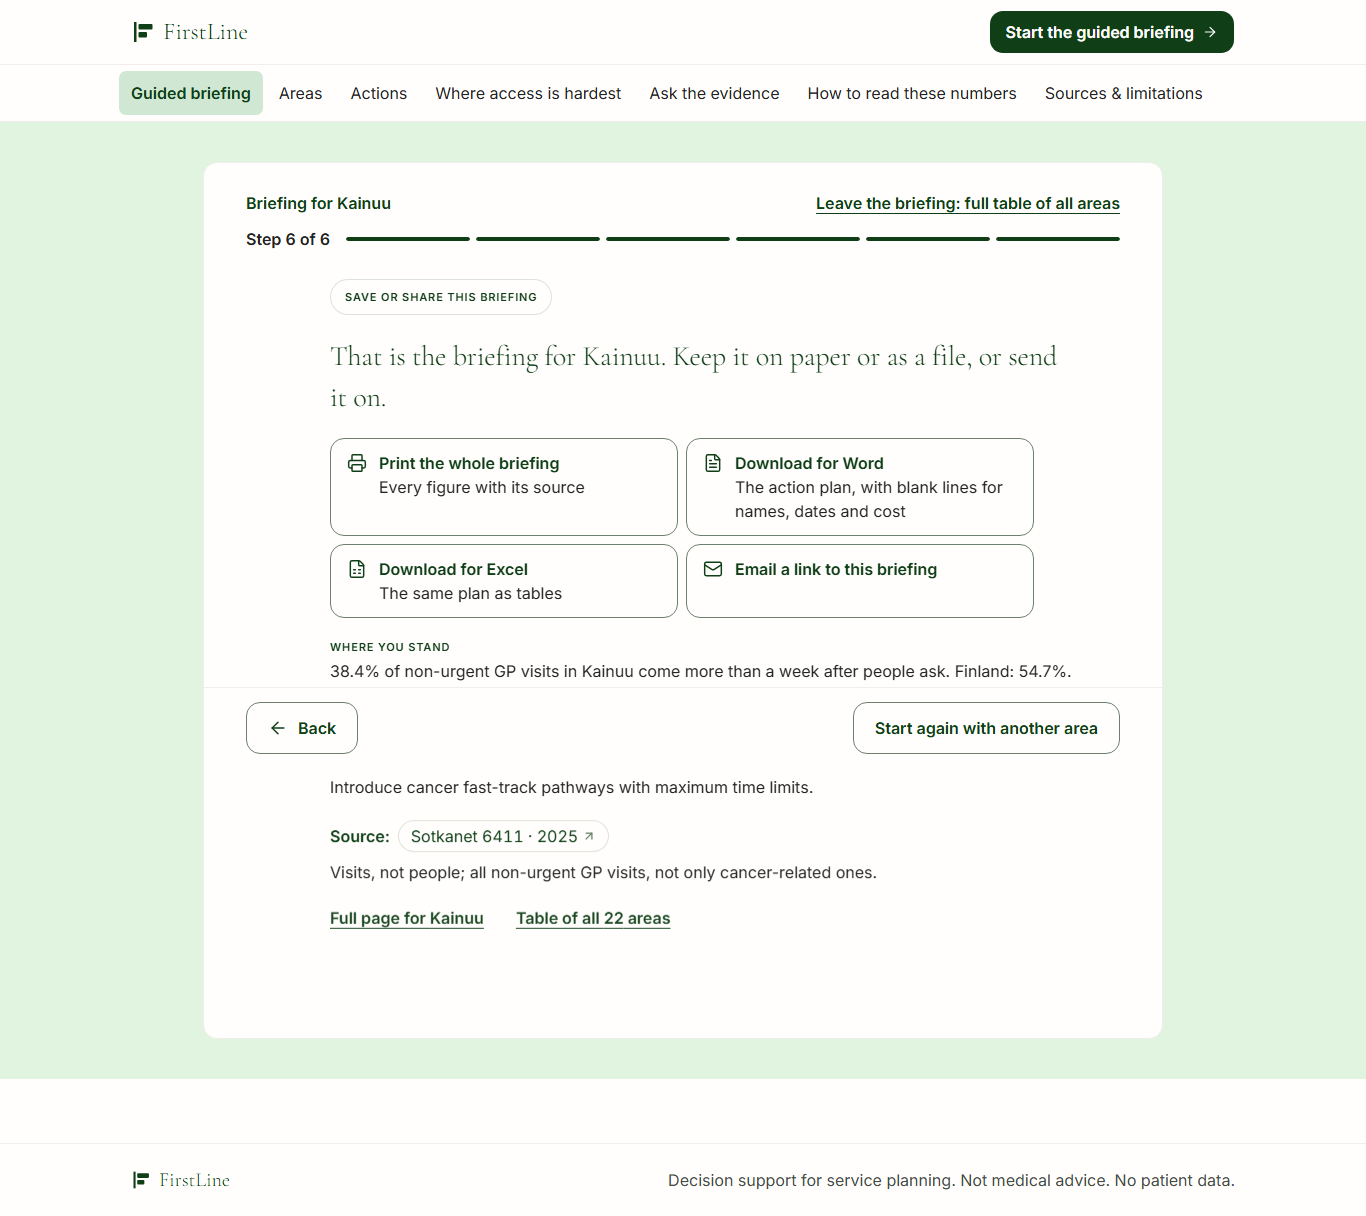 FirstLine
Start the guided briefing →
Guided briefing
Areas
Actions
Where access is hardest
Ask the evidence
How to read these numbers
Sources & limitations
Briefing for Kainuu
Leave the briefing: full table of all areas
Step 6 of 6
SAVE OR SHARE THIS BRIEFING
That is the briefing for Kainuu. Keep it on paper or as a file, or send
it on.
Print the whole briefing
Every figure with its source
Download for Word
The action plan, with blank lines for
names, dates and cost
Download for Excel
The same plan as tables
Email a link to this briefing
WHERE YOU STAND
38.4% of non-urgent GP visits in Kainuu come more than a week after people ask. Finland: 54.7%.
← Back
Start again with another area
Introduce cancer fast-track pathways with maximum time limits.
Source: Sotkanet 6411 · 2025 ↗
Visits, not people; all non-urgent GP visits, not only cancer-related ones.
Full page for Kainuu
Table of all 22 areas
FirstLine
Decision support for service planning. Not medical advice. No patient data.